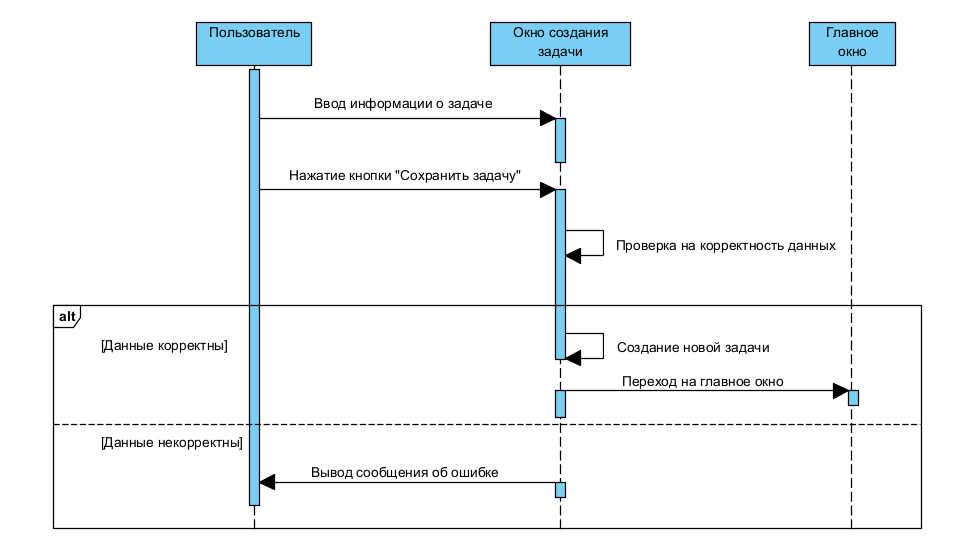 Пользователь
Окно создания
задачи
Главное
окно
Ввод информации о задаче
Нажатие кнопки "Сохранить задачу"
Проверка на корректность данных
alt
[Данные корректны]
Создание новой задачи
Переход на главное окно
[Данные некорректны]
Вывод сообщения об ошибке